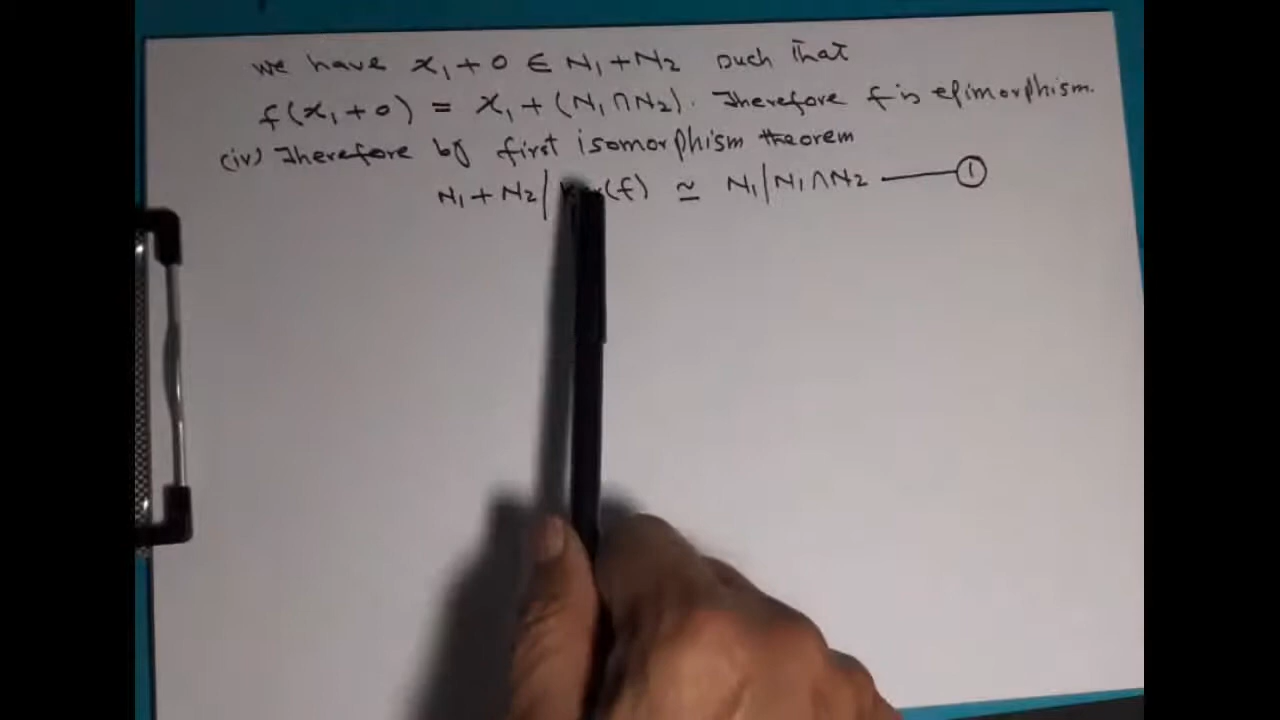 we have x₁+0 ∈ N₁+N₂ such that
f(x₁+0) = x₁+(N₁∩N₂). Therefore f is epimorphism.
(iv) Therefore by first isomorphism theorem
N₁+N₂/ (f) ≃ N₁/N₁∩N₂ —— ①